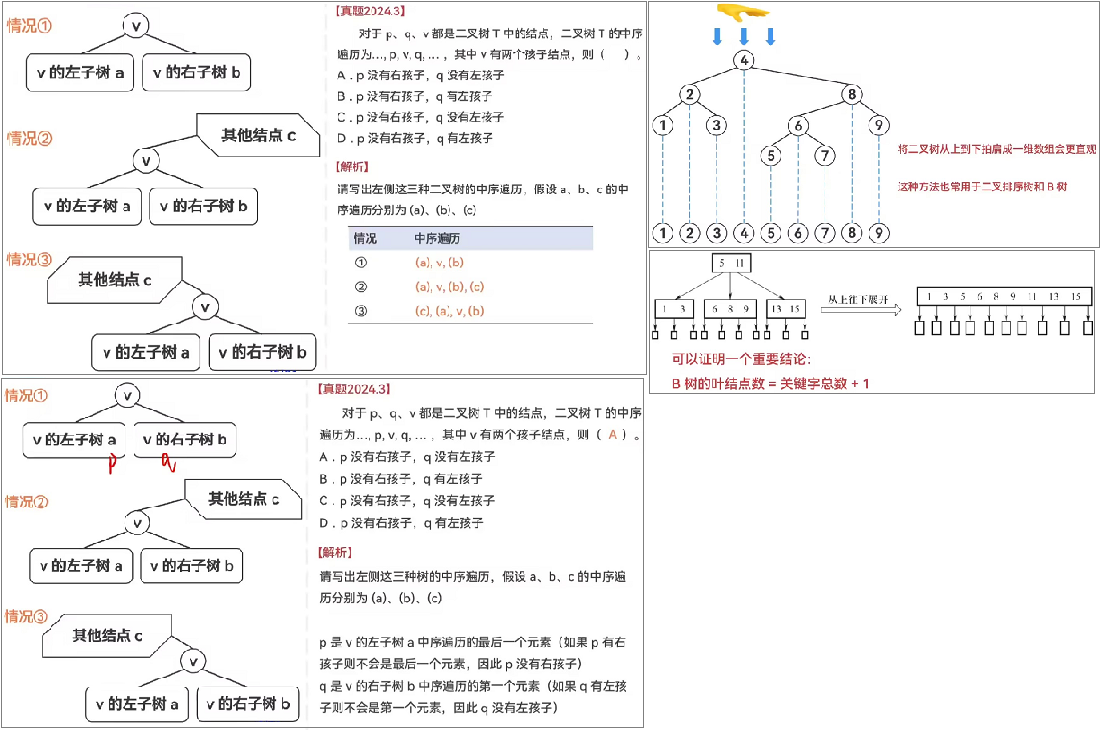 情况①
v
v 的左子树 a
v 的右子树 b
情况②
其他结点 c
v
v 的左子树 a
v 的右子树 b
情况③
其他结点 c
v
v 的左子树 a
v 的右子树 b
【真题2024.3】
对于 p、q、v 都是二叉树 T 中的结点，二叉树 T 的中序
遍历为…, p, v, q, … ，其中 v 有两个孩子结点，则（ ）。
A．p 没有右孩子，q 没有左孩子
B．p 没有右孩子，q 有左孩子
C．p 没有右孩子，q 没有左孩子
D．p 没有右孩子，q 有左孩子
【解析】
请写出左侧这三种二叉树的中序遍历，假设 a、b、c 的中
序遍历分别为 (a)、(b)、(c)
情况 中序遍历
① (a), v, (b)
② (a), v, (b), (c)
③ (c), (a), v, (b)
4
2 8
1 3 6 9
5 7
1 2 3 4 5 6 7 8 9
将二叉树从上到下拍扁成一维数组会更直观
这种方法也常用于二叉排序树和 B 树
5 11
1 3
6 8 9
13 15
从上往下展开
1 3 5 6 8 9 11 13 15
可以证明一个重要结论：
B 树的叶结点数 = 关键字总数 + 1
情况①
v
v 的左子树 a
v 的右子树 b
p
q
情况②
其他结点 c
v
v 的左子树 a
v 的右子树 b
情况③
其他结点 c
v
v 的左子树 a
v 的右子树 b
【真题2024.3】
对于 p、q、v 都是二叉树 T 中的结点，二叉树 T 的中序
遍历为…, p, v, q, … ，其中 v 有两个孩子结点，则（ A ）。
A．p 没有右孩子，q 没有左孩子
B．p 没有右孩子，q 有左孩子
C．p 没有右孩子，q 没有左孩子
D．p 没有右孩子，q 有左孩子
【解析】
请写出左侧这三种树的中序遍历，假设 a、b、c 的中序遍
历分别为 (a)、(b)、(c)
p 是 v 的左子树 a 中序遍历的最后一个元素（如果 p 有右
孩子则不会是最后一个元素，因此 p 没有右孩子）
q 是 v 的右子树 b 中序遍历的第一个元素（如果 q 有左孩
子则不会是第一个元素，因此 q 没有左孩子）